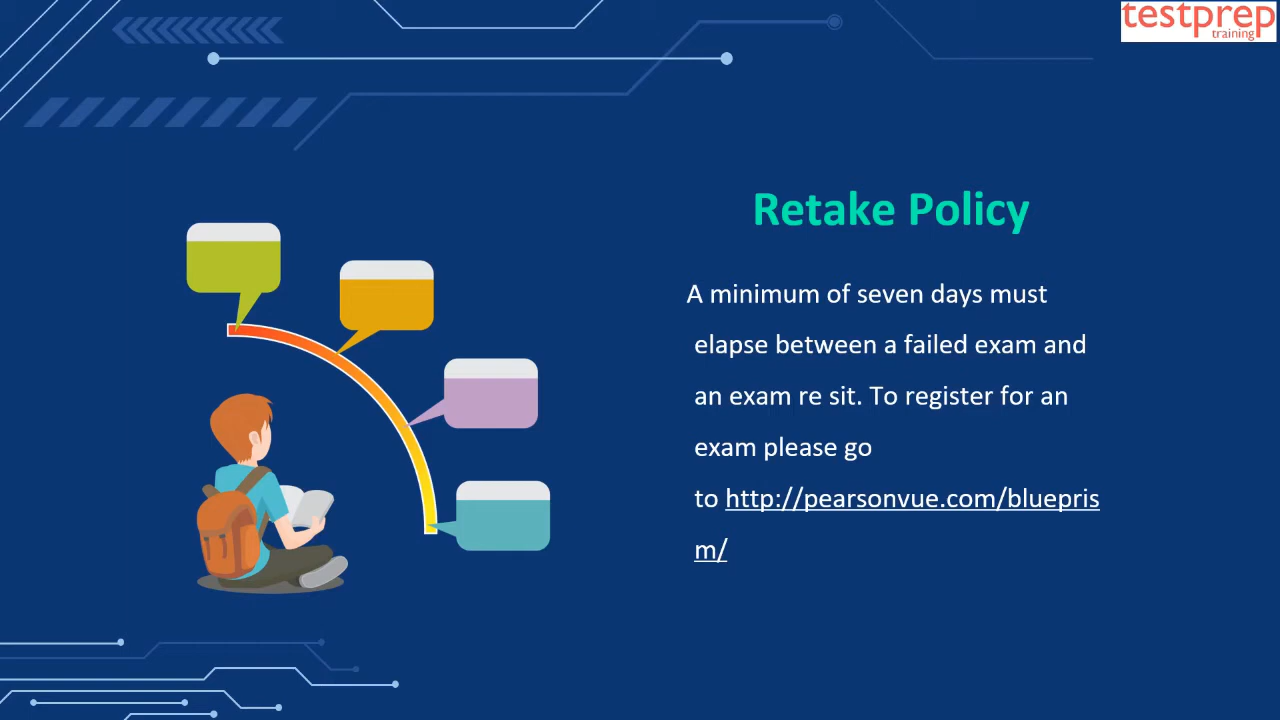 testprep
training
Retake Policy
A minimum of seven days must
elapse between a failed exam and
an exam re sit. To register for an
exam please go
to http://pearsonvue.com/bluepris
m/